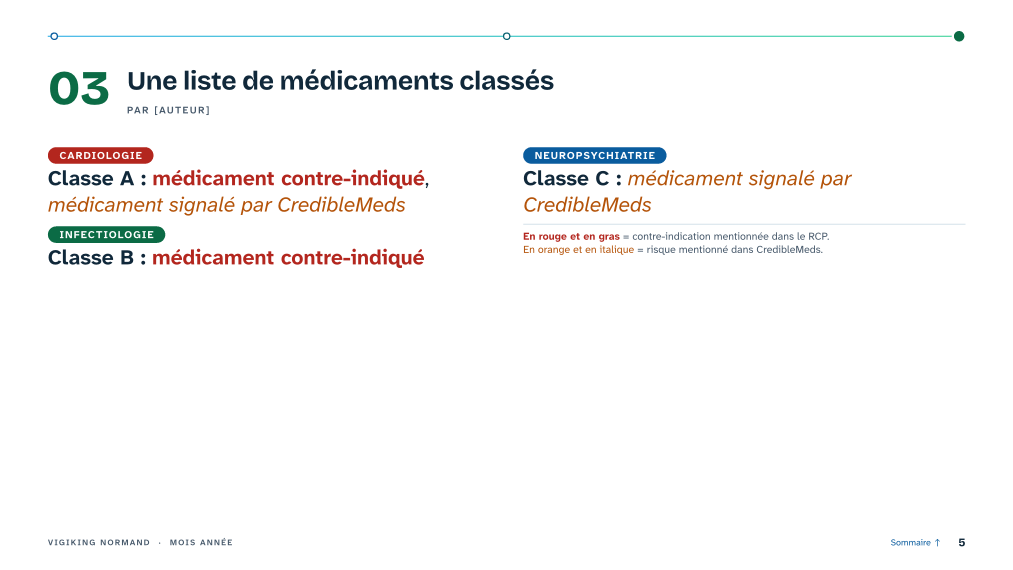 03
Une liste de médicaments classés
PAR [AUTEUR]
CARDIOLOGIE
Classe A : médicament contre-indiqué,
médicament signalé par CredibleMeds
INFECTIOLOGIE
Classe B : médicament contre-indiqué
NEUROPSYCHIATRIE
Classe C : médicament signalé par
CredibleMeds
En rouge et en gras = contre-indication mentionnée dans le RCP.
En orange et en italique = risque mentionné dans CredibleMeds.
VIGIKING NORMAND · MOIS ANNÉE
Sommaire ↑ 5